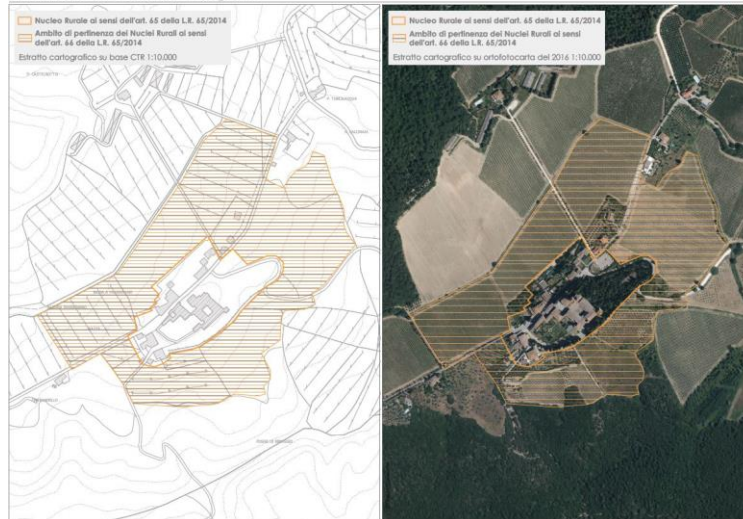 Nucleo Rurale ai sensi dell'art. 65 della L.R. 65/2014
Ambito di pertinenza dei Nuclei Rurali ai sensi
dell'art. 66 della L.R. 65/2014
Estratto cartografico su base CTR 1:10.000
Nucleo Rurale ai sensi dell'art. 65 della L.R. 65/2014
Ambito di pertinenza dei Nuclei Rurali ai sensi
dell'art. 66 della L.R. 65/2014
Estratto cartografico su ortofotocarta del 2016 1:10.000